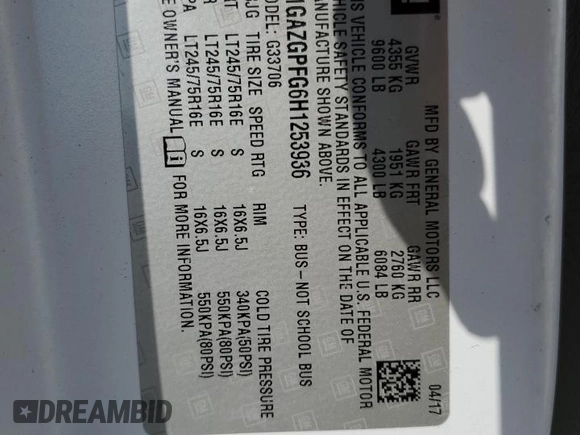 MFD BY GENERAL MOTORS LLC 04/17
GVWR GAWR FRT GAWR RR
4355 KG 1951 KG 2760 KG
9600 LB 4300 LB 6084 LB
IS VEHICLE CONFORMS TO ALL APPLICABLE U.S. FEDERAL MOTOR
HICLE SAFETY STANDARDS IN EFFECT ON THE DATE OF
ANUFACTURE SHOWN ABOVE.
1GAZGPFG6H1253936 TYPE: BUS–NOT SCHOOL BUS
MODEL: G33706
TIRE SIZE SPEED RTG RIM COLD TIRE PRESSURE
LT245/75R16E S 16X6.5J 340KPA(50PSI)
LT245/75R16E S 16X6.5J 550KPA(80PSI)
LT245/75R16E S 16X6.5J 550KPA(80PSI)
OWNER'S MANUAL FOR MORE INFORMATION.
DREAMBID